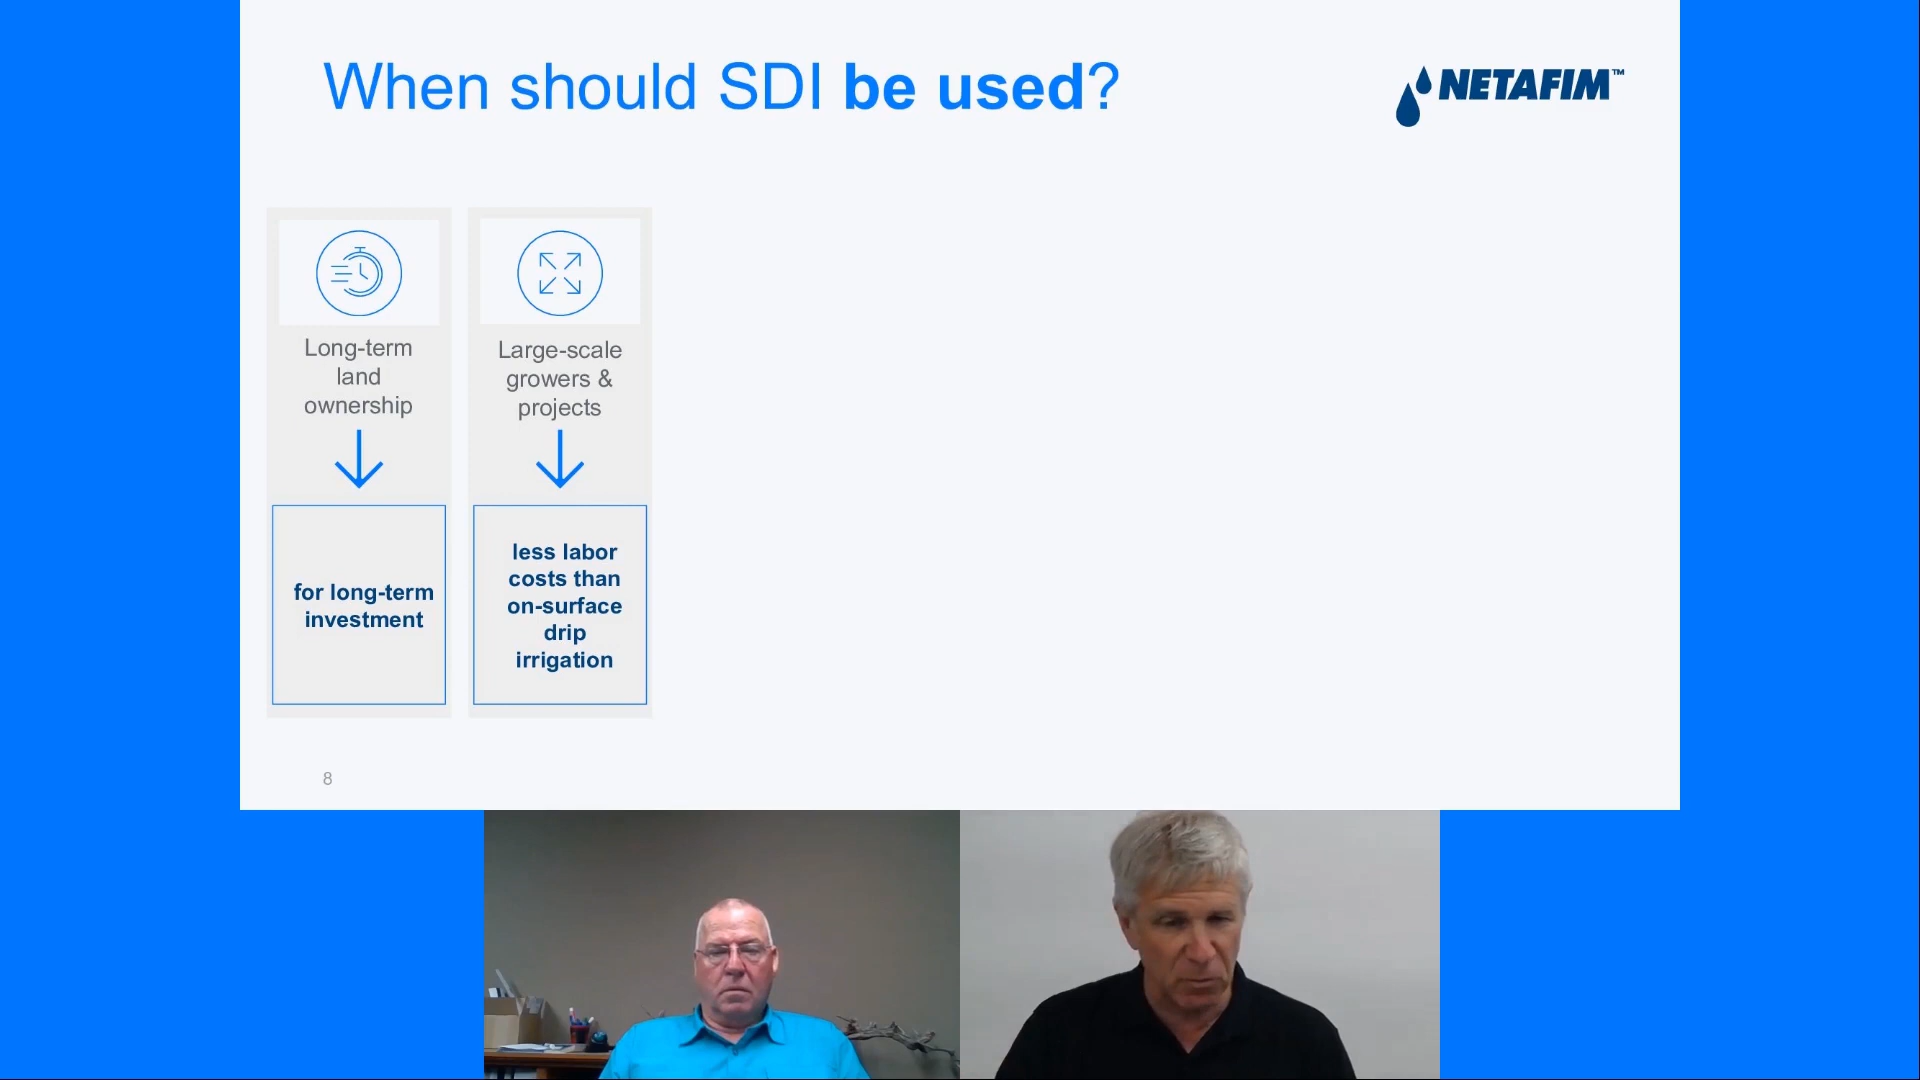 When should SDI be used?
NETAFIM™
Long-term
land
ownership
for long-term
investment
Large-scale
growers &
projects
less labor
costs than
on-surface
drip
irrigation
8